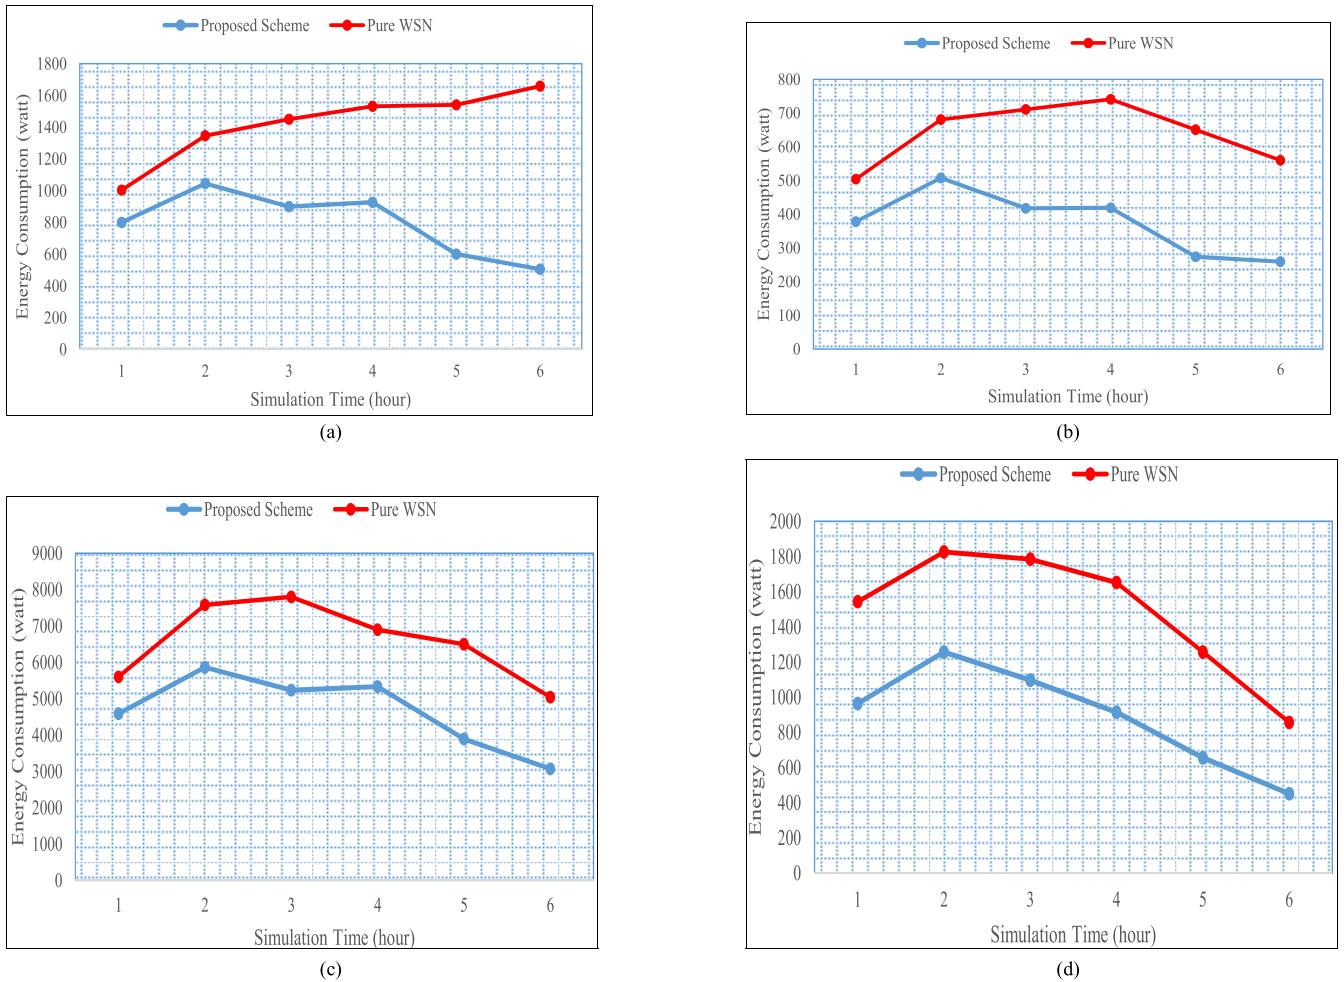 Proposed Scheme Pure WSN
1800
1600
1400
1200
1000
800
600
400
200
0
Energy Consumption (watt)
1 2 3 4 5 6
Simulation Time (hour)
(a)
Proposed Scheme Pure WSN
800
700
600
500
400
300
200
100
0
Energy Consumption (watt)
1 2 3 4 5 6
Simulation Time (hour)
(b)
Proposed Scheme Pure WSN
9000
8000
7000
6000
5000
4000
3000
2000
1000
0
Energy Consumption (watt)
1 2 3 4 5 6
Simulation Time (hour)
(c)
Proposed Scheme Pure WSN
2000
1800
1600
1400
1200
1000
800
600
400
200
0
Energy Consumption (watt)
1 2 3 4 5 6
Simulation Time (hour)
(d)